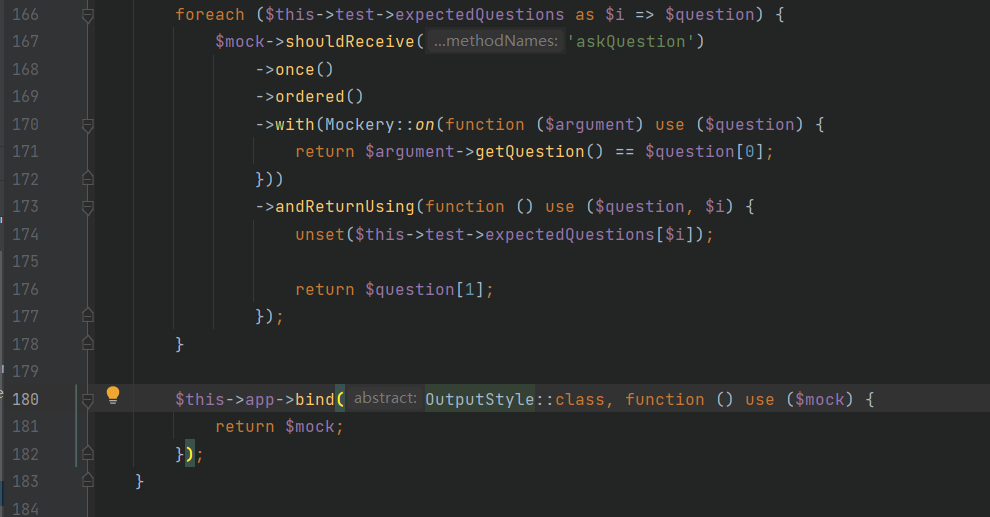 166 foreach ($this->test->expectedQuestions as $i => $question) {
167 $mock->shouldReceive( …methodNames: 'askQuestion')
168 ->once()
169 ->ordered()
170 ->with(Mockery::on(function ($argument) use ($question) {
171 return $argument->getQuestion() == $question[0];
172 }))
173 ->andReturnUsing(function () use ($question, $i) {
174 unset($this->test->expectedQuestions[$i]);
175
176 return $question[1];
177 });
178 }
179
180 $this->app->bind( abstract: OutputStyle::class, function () use ($mock) {
181 return $mock;
182 });
183 }
184